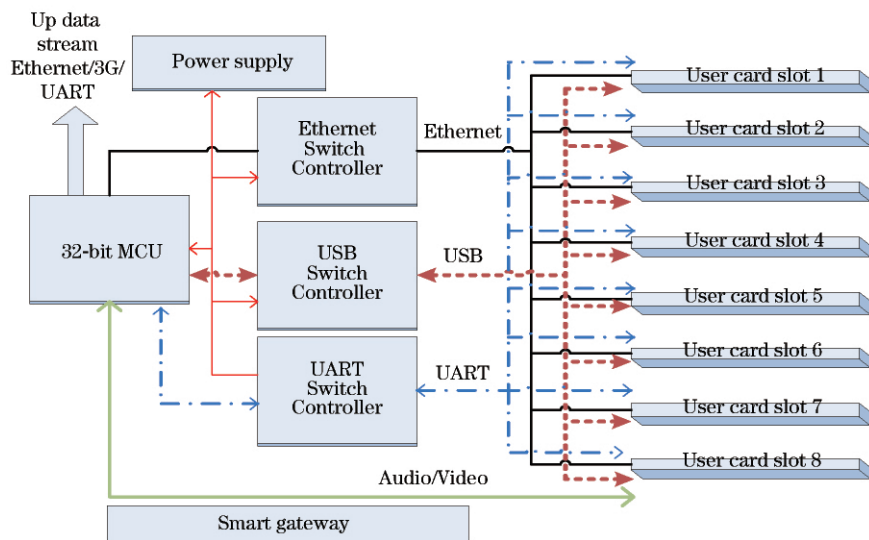 Up data
stream
Ethernet/3G/
UART
Power supply
Ethernet
Switch
Controller
Ethernet
32-bit MCU
USB
Switch
Controller
USB
UART
Switch
Controller
UART
Audio/Video
Smart gateway
User card slot 1
User card slot 2
User card slot 3
User card slot 4
User card slot 5
User card slot 6
User card slot 7
User card slot 8